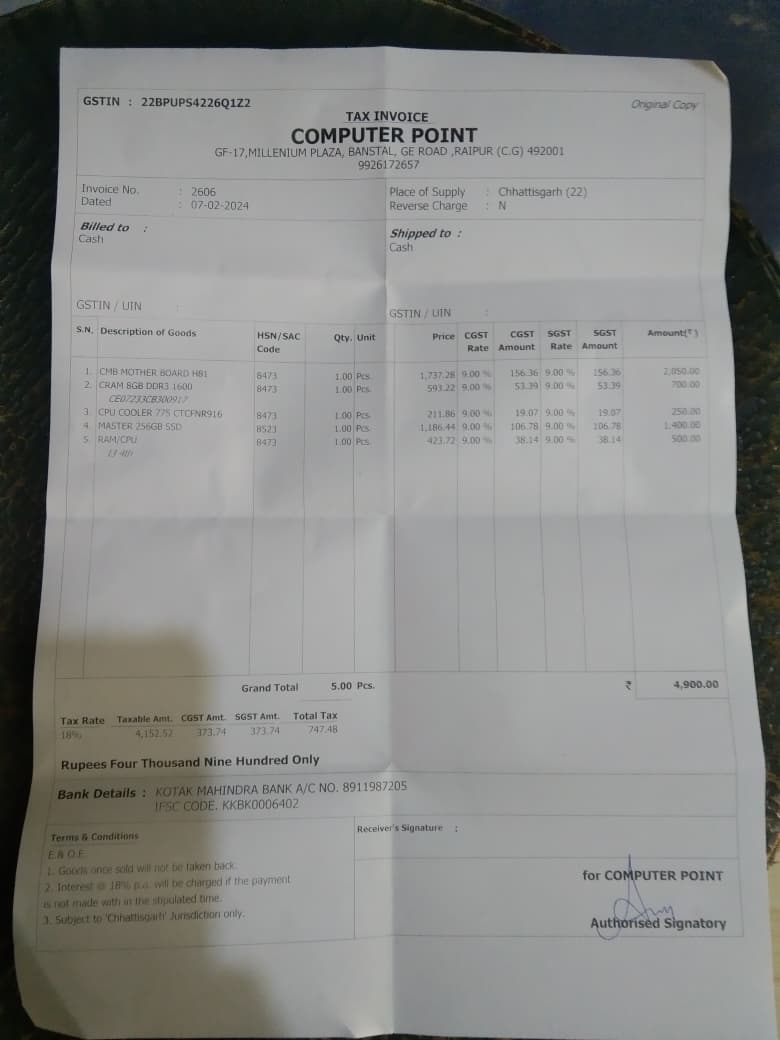 GSTIN : 22BPUPS4226Q1Z2
Original Copy
TAX INVOICE
COMPUTER POINT
GF-17,MILLENIUM PLAZA, BANSTAL, GE ROAD ,RAIPUR (C.G) 492001
9926172657
Invoice No. : 2606 Place of Supply : Chhattisgarh (22)
Dated : 07-02-2024 Reverse Charge : N
Billed to : Shipped to :
Cash Cash
GSTIN / UIN : GSTIN / UIN :
S.N. Description of Goods HSN/SAC Code Qty. Unit Price CGST Rate CGST Amount SGST Rate SGST Amount Amount(₹)
1. CMB MOTHER BOARD H81 8473 1.00 Pcs. 1,737.28 9.00 % 156.36 9.00 % 156.36 2,050.00
2. CRAM 8GB DDR3 1600 8473 1.00 Pcs. 593.22 9.00 % 53.39 9.00 % 53.39 700.00
CE07233CB300917
3. CPU COOLER 775 CTCFNR916 8473 1.00 Pcs. 211.86 9.00 % 19.07 9.00 % 19.07 250.00
4. MASTER 256GB SSD 8523 1.00 Pcs. 1,186.44 9.00 % 106.78 9.00 % 106.78 1,400.00
5. RAM/CPU 8473 1.00 Pcs. 423.72 9.00 % 38.14 9.00 % 38.14 500.00
I3 4th
Grand Total 5.00 Pcs. ₹ 4,900.00
Tax Rate Taxable Amt. CGST Amt. SGST Amt. Total Tax
18% 4,152.52 373.74 373.74 747.48
Rupees Four Thousand Nine Hundred Only
Bank Details : KOTAK MAHINDRA BANK A/C NO. 8911987205
IFSC CODE. KKBK0006402
Terms & Conditions
E.& O.E.
1. Goods once sold will not be taken back.
2. Interest @ 18% p.a. will be charged if the payment
is not made with in the stipulated time.
3. Subject to 'Chhattisgarh' Jurisdiction only.
Receiver's Signature :
for COMPUTER POINT
Authorised Signatory